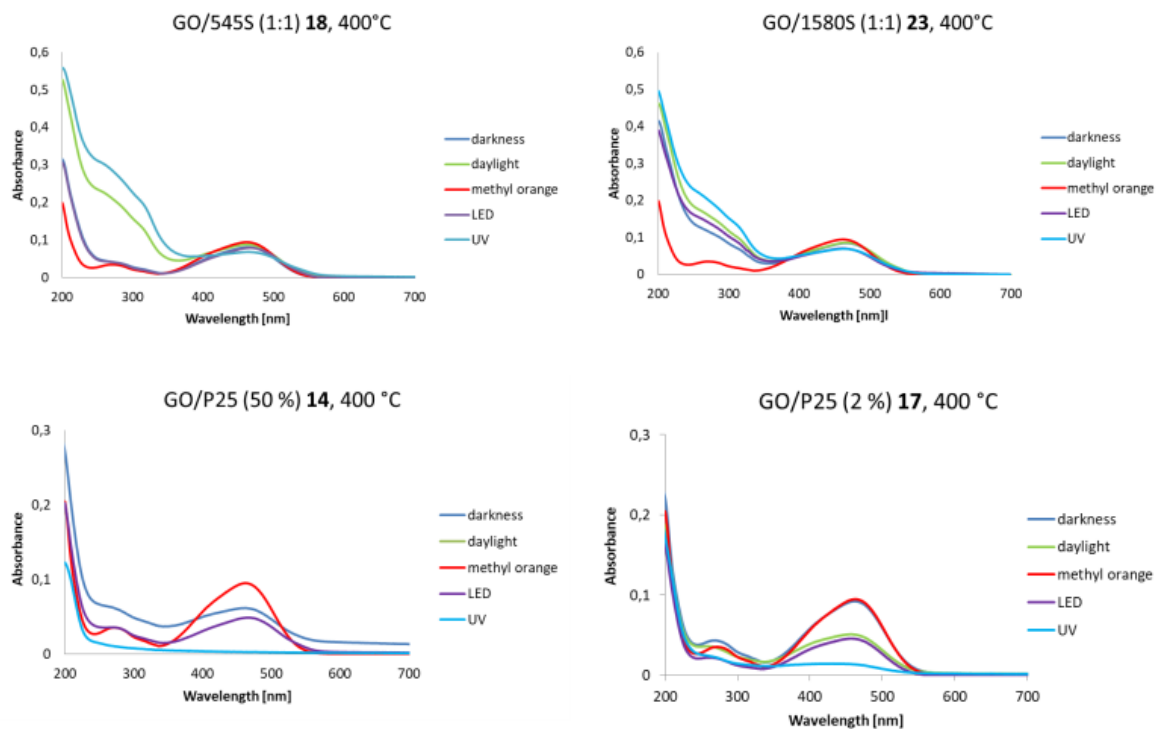 GO/545S (1:1) 18, 400°C
0,6
0,5
0,4
0,3
0,2
0,1
0
Absorbance
200 300 400 500 600 700
Wavelength [nm]
darkness
daylight
methyl orange
LED
UV
GO/1580S (1:1) 23, 400°C
0,6
0,5
0,4
0,3
0,2
0,1
0
Absorbance
200 300 400 500 600 700
Wavelength [nm]l
darkness
daylight
methyl orange
LED
UV
GO/P25 (50 %) 14, 400 °C
0,3
0,2
0,1
0
Absorbance
200 300 400 500 600 700
Wavelength [nm]
darkness
daylight
methyl orange
LED
UV
GO/P25 (2 %) 17, 400 °C
0,3
0,2
0,1
0
Absorbance
200 300 400 500 600 700
Wavelength [nm]
darkness
daylight
methyl orange
LED
UV